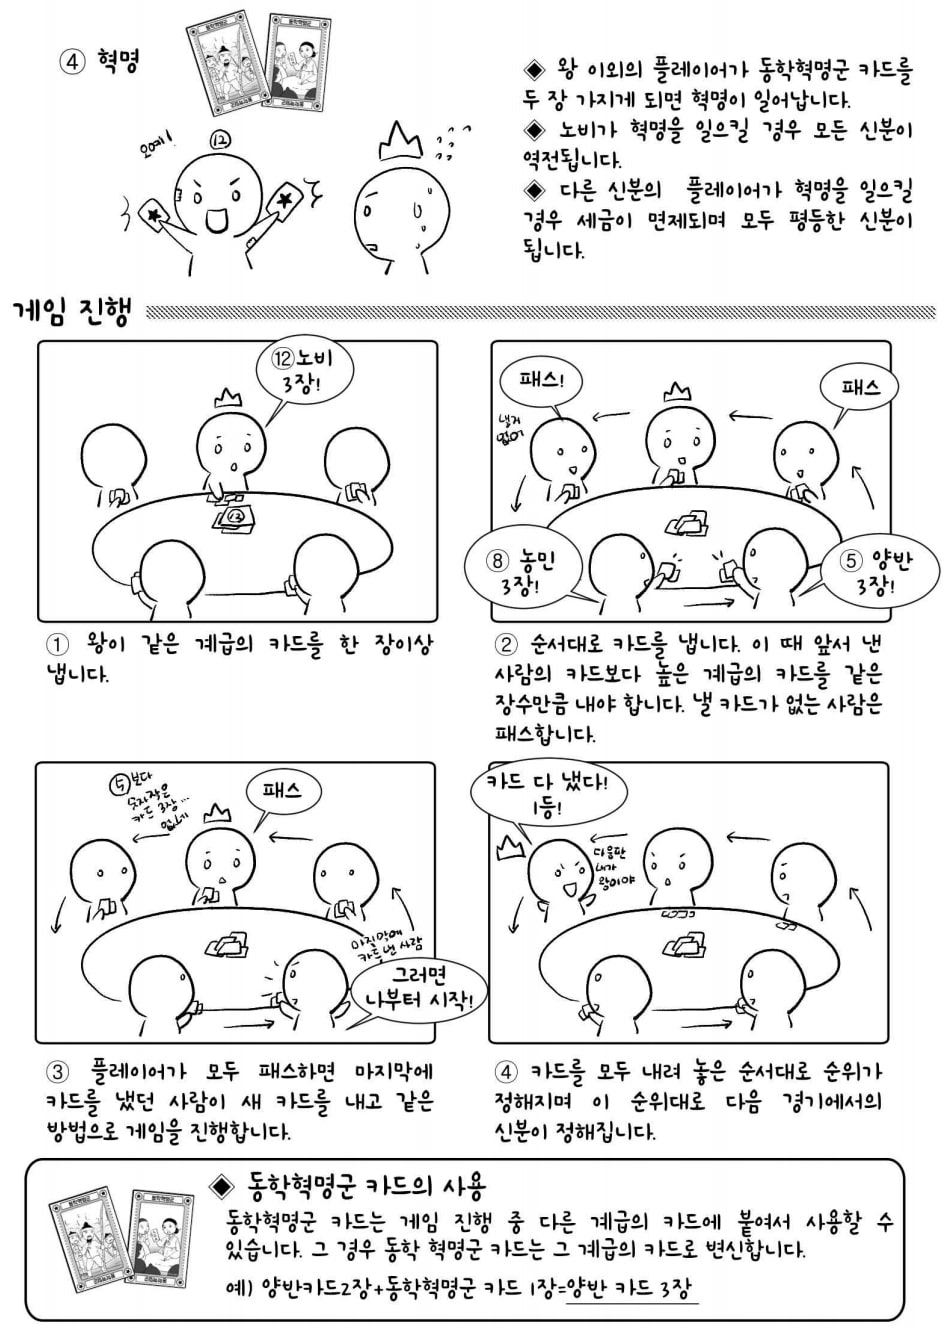 ④ 혁명
동학혁명군
오예!
⑫
◈ 왕 이외의 플레이어가 동학혁명군 카드를
두 장 가지게 되면 혁명이 일어납니다.
◈ 노비가 혁명을 일으킬 경우 모든 신분이
역전됩니다.
◈ 다른 신분의 플레이어가 혁명을 일으킬
경우 세금이 면제되며 모두 평등한 신분이
됩니다.
게임 진행
⑫노비
3장!
⑫
① 왕이 같은 계급의 카드를 한 장이상
냅니다.
패스!
패스
낼게
없어
⑧ 농민
3장!
⑤ 양반
3장!
② 순서대로 카드를 냅니다. 이 때 앞서 낸
사람의 카드보다 높은 계급의 카드를 같은
장수만큼 내야 합니다. 낼 카드가 없는 사람은
패스합니다.
⑤보다
숫자작은
카드 3장...
없네
패스
마지막에
카드 낸 사람
그러면
나부터 시작!
③ 플레이어가 모두 패스하면 마지막에
카드를 냈던 사람이 새 카드를 내고 같은
방법으로 게임을 진행합니다.
카드 다 냈다!
1등!
다음판
내가
왕이야
④ 카드를 모두 내려 놓은 순서대로 순위가
정해지며 이 순위대로 다음 경기에서의
신분이 정해집니다.
◈ 동학혁명군 카드의 사용
동학혁명군 카드는 게임 진행 중 다른 계급의 카드에 붙여서 사용할 수
있습니다. 그 경우 동학 혁명군 카드는 그 계급의 카드로 변신합니다.
예) 양반카드2장+동학혁명군 카드 1장=양반 카드 3장